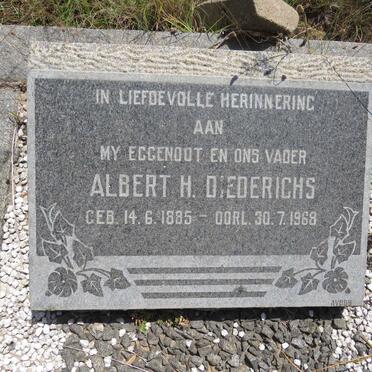 IN LIEFDEVOLLE HERINNERING
AAN
MY EGGENOOT EN ONS VADER
ALBERT H. DIEDERICHS
GEB. 14.6.1885 - OORL. 30.7.1968